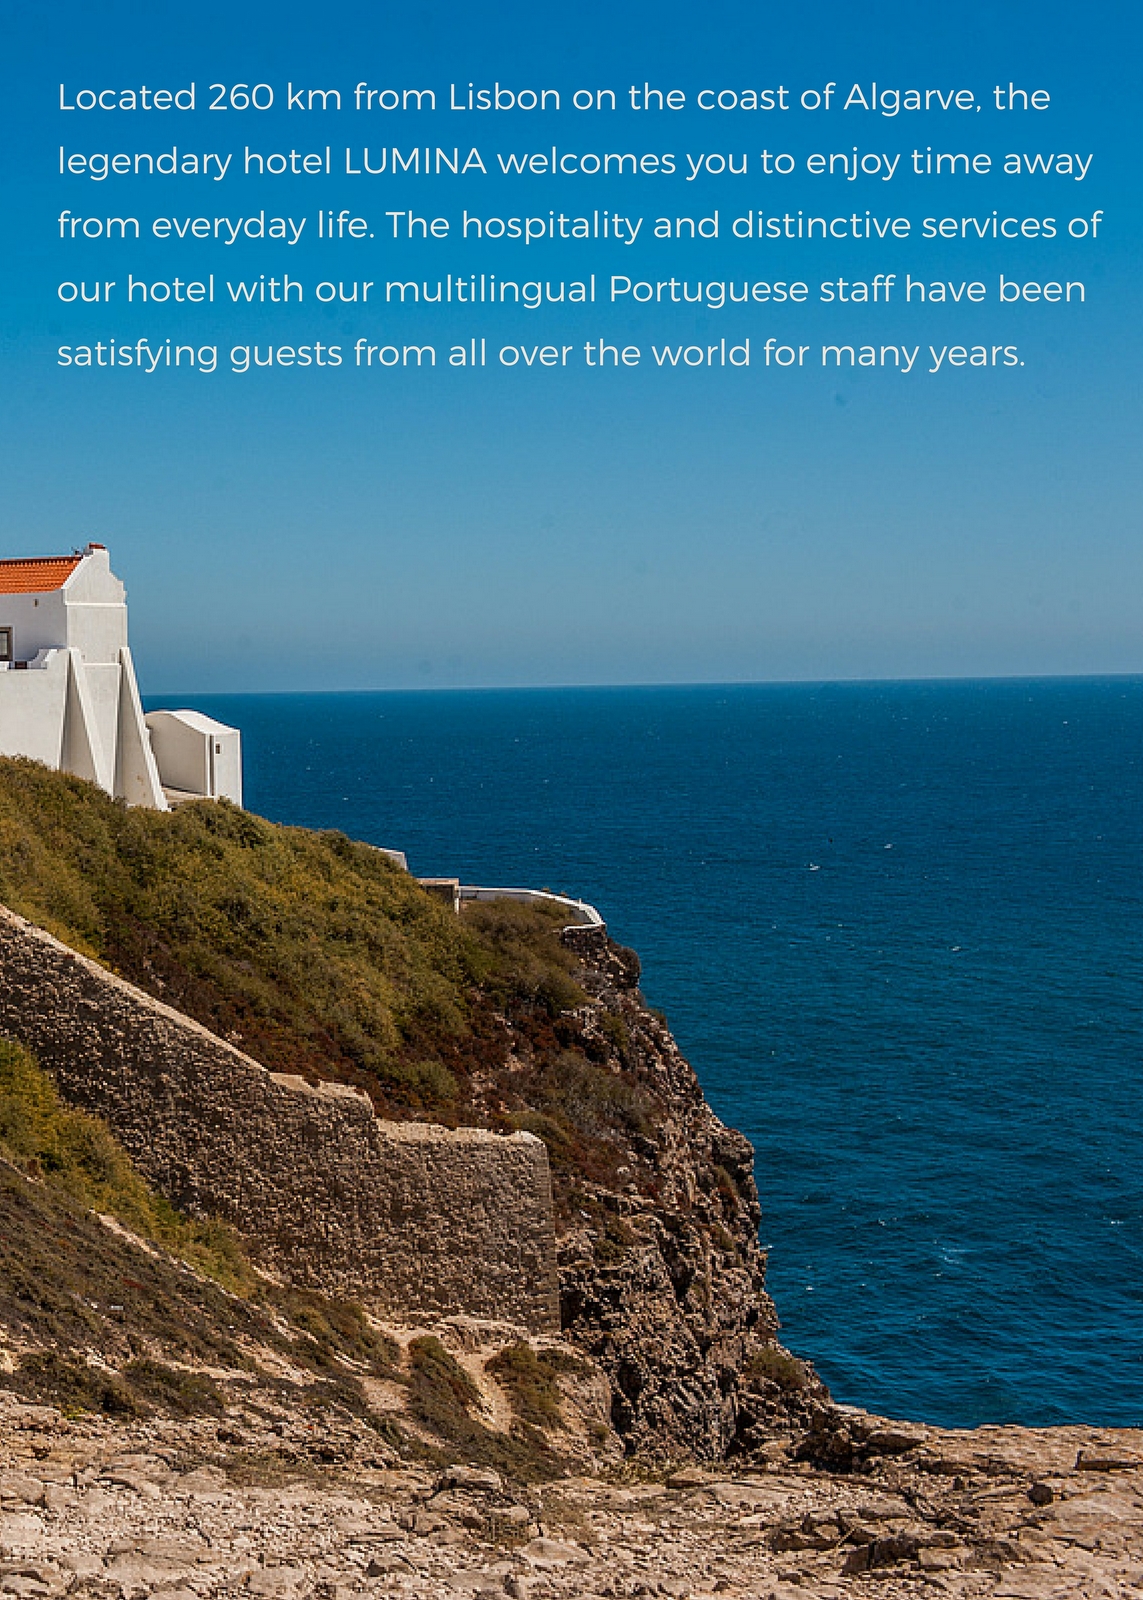 Located 260 km from Lisbon on the coast of Algarve, the
legendary hotel LUMINA welcomes you to enjoy time away
from everyday life. The hospitality and distinctive services of
our hotel with our multilingual Portuguese staff have been
satisfying guests from all over the world for many years.